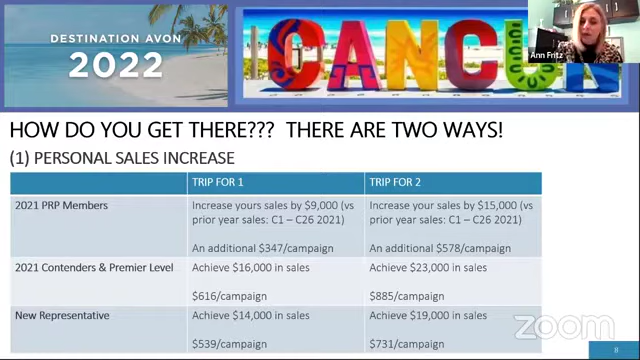 DESTINATION AVON
2022
CANCUN
Ann Fritz
HOW DO YOU GET THERE??? THERE ARE TWO WAYS!
(1) PERSONAL SALES INCREASE
TRIP FOR 1
TRIP FOR 2
2021 PRP Members
Increase yours sales by $9,000 (vs
prior year sales: C1 – C26 2021)
An additional $347/campaign
Increase your sales by $15,000 (vs
prior year sales: C1 – C26 2021)
An additional $578/campaign
2021 Contenders & Premier Level
Achieve $16,000 in sales
$616/campaign
Achieve $23,000 in sales
$885/campaign
New Representative
Achieve $14,000 in sales
$539/campaign
Achieve $19,000 in sales
$731/campaign
zoom
8